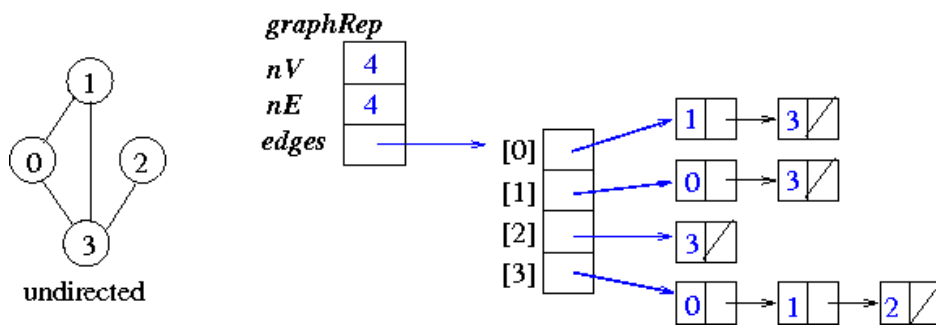 graphRep
nV 4
nE 4
edges
1
0 2
3
undirected
[0] 1 3
[1] 0 3
[2] 3
[3] 0 1 2